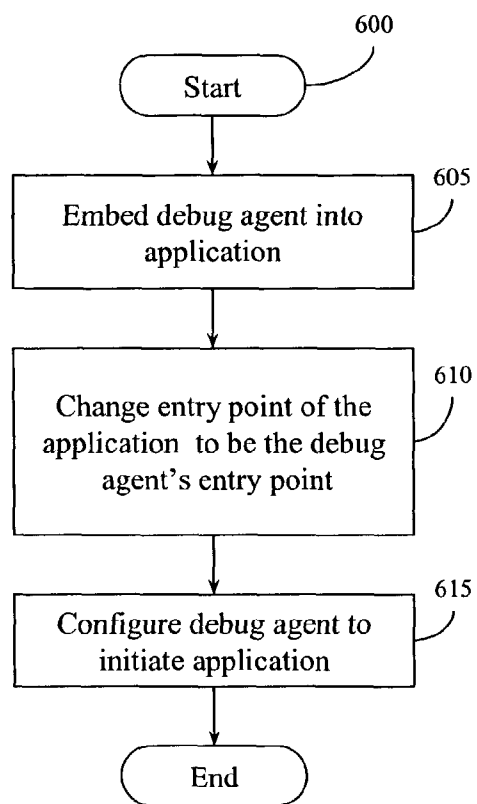 600
Start
605
Embed debug agent into
application
610
Change entry point of the
application to be the debug
agent's entry point
615
Configure debug agent to
initiate application
End